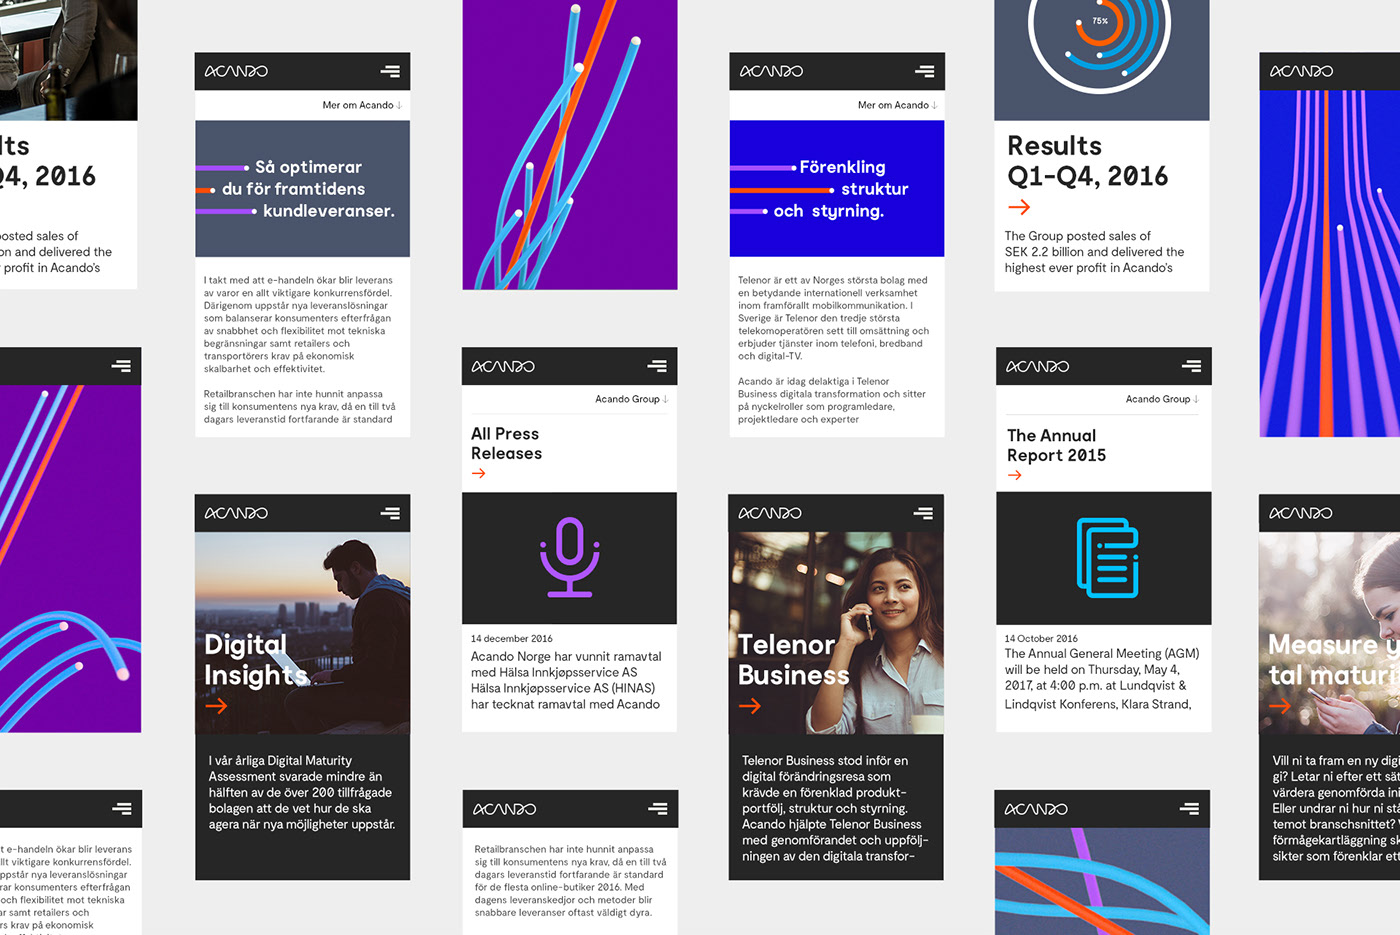 lts
Q4, 2016
posted sales of
on and delivered the
profit in Acando's
t e-handeln ökar blir leverans
llt viktigare konkurrensfördel.
ppstår nya leveranslösningar
rar konsumenters efterfrågan
och flexibilitet mot tekniska
ar samt retailers och
rs krav på ekonomisk
ACANDO
Mer om Acando ↓
Så optimerar
du för framtidens
kundleveranser.
I takt med att e-handeln ökar blir leverans
av varor en allt viktigare konkurrensfördel.
Därigenom uppstår nya leveranslösningar
som balanserar konsumenters efterfrågan
av snabbhet och flexibilitet mot tekniska
begränsningar samt retailers och
transportörers krav på ekonomisk
skalbarhet och effektivitet.
Retailbranschen har inte hunnit anpassa
sig till konsumentens nya krav, då en till två
dagars leveranstid fortfarande är standard
ACANDO
Digital
Insights
→
I vår årliga Digital Maturity
Assessment svarade mindre än
hälften av de över 200 tillfrågade
bolagen att de vet hur de ska
agera när nya möjligheter uppstår.
ACANDO
Acando Group ↓
All Press
Releases
→
14 december 2016
Acando Norge har vunnit ramavtal
med Hälsa Innkjøpsservice AS
Hälsa Innkjøpsservice AS (HINAS)
har tecknat ramavtal med Acando
ACANDO
Retailbranschen har inte hunnit anpassa
sig till konsumentens nya krav, då en till två
dagars leveranstid fortfarande är standard
för de flesta online-butiker 2016. Med
dagens leveranskedjor och metoder blir
snabbare leveranser oftast väldigt dyra.
ACANDO
Mer om Acando ↓
Förenkling
struktur
och styrning.
Telenor är ett av Norges största bolag med
en betydande internationell verksamhet
inom framförallt mobilkommunikation. I
Sverige är Telenor den tredje största
telekomoperatören sett till omsättning och
erbjuder tjänster inom telefoni, bredband
och digital-TV.
Acando är idag delaktiga i Telenor
Business digitala transformation och sitter
på nyckelroller som programledare,
projektledare och experter
ACANDO
Telenor
Business
→
Telenor Business stod inför en
digital förändringsresa som
krävde en förenklad produkt-
portfölj, struktur och styrning.
Acando hjälpte Telenor Business
med genomförandet och uppfölj-
ningen av den digitala transfor-
75%
Results
Q1-Q4, 2016
→
The Group posted sales of
SEK 2.2 billion and delivered the
highest ever profit in Acando's
ACANDO
Acando Group ↓
The Annual
Report 2015
→
14 October 2016
The Annual General Meeting (AGM)
will be held on Thursday, May 4,
2017, at 4:00 p.m. at Lundqvist &
Lindqvist Konferens, Klara Strand,
ACANDO
ACANDO
ACANDO
Measure y
tal maturi
→
Vill ni ta fram en ny digi
gi? Letar ni efter ett sät
värdera genomförda ini
Eller undrar ni hur ni stå
temot branschsnittet? V
förmågekartläggning sk
sikter som förenklar ett